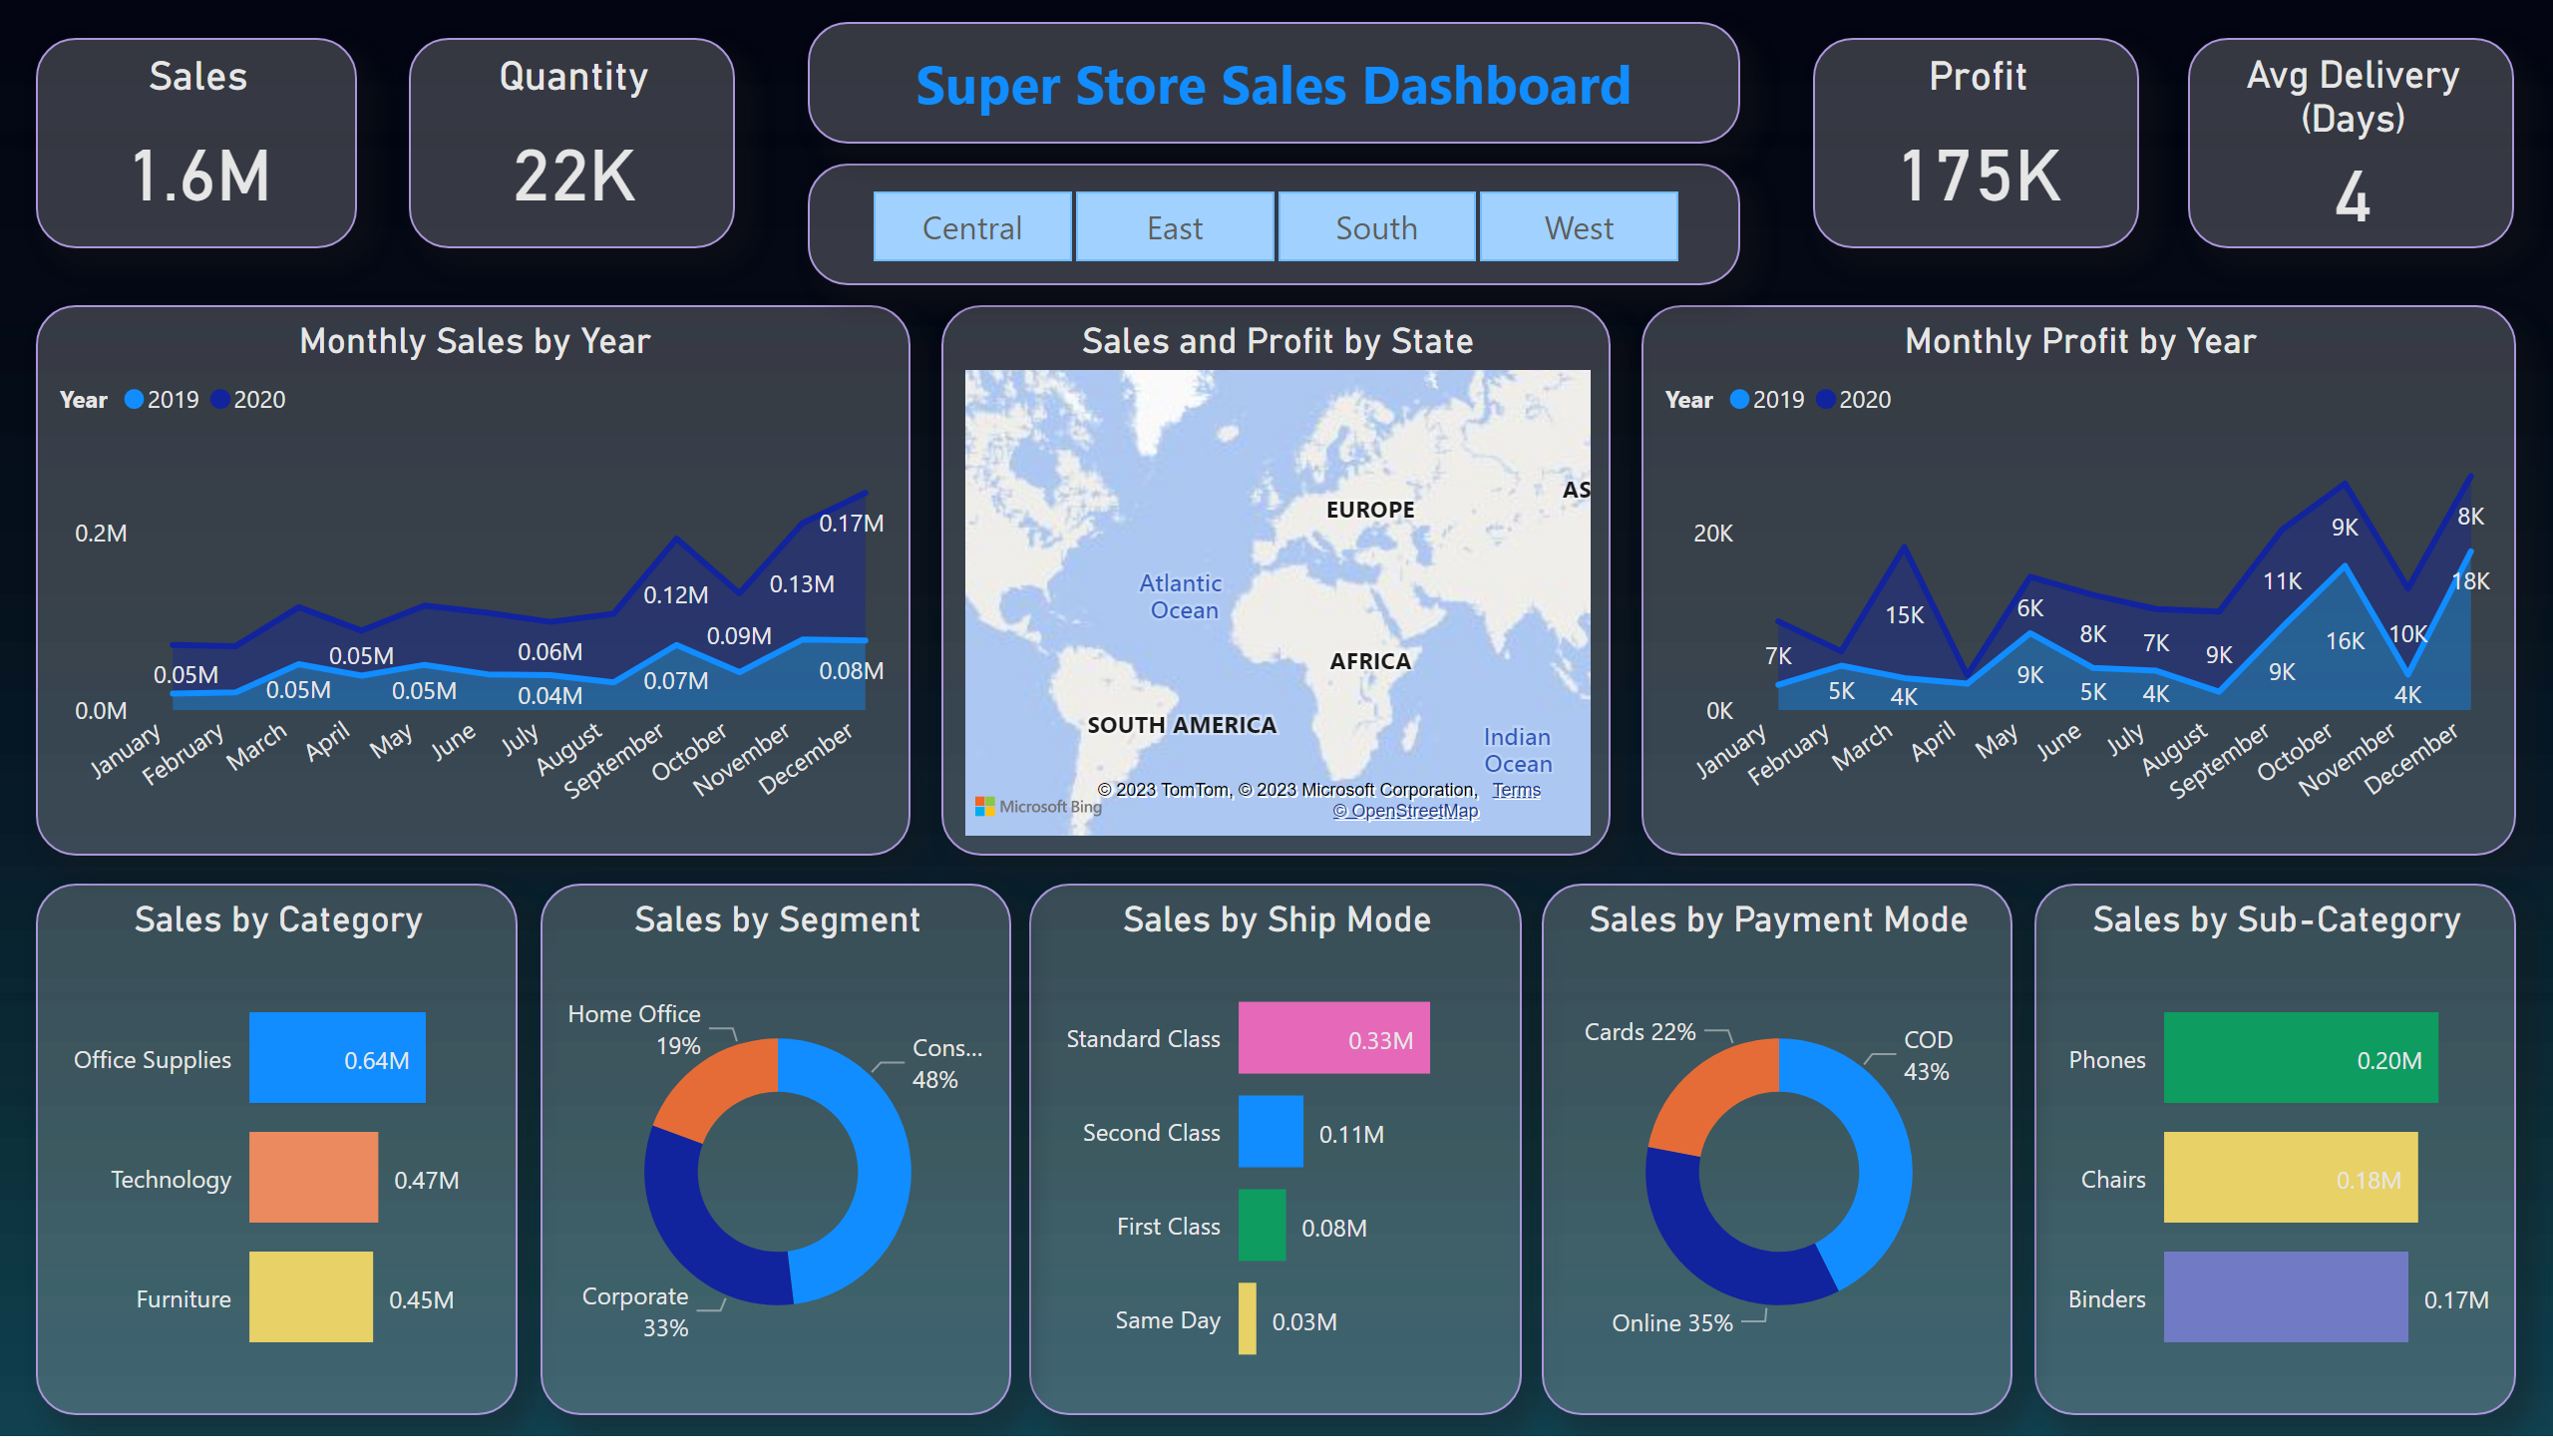 Sales
1.6M
Quantity
22K
Super Store Sales Dashboard
Central East South West
Profit
175K
Avg Delivery
(Days)
4
Monthly Sales by Year
Year 2019 2020
0.2M
0.0M
0.17M
0.12M
0.13M
0.09M
0.05M
0.06M
0.05M
0.05M
0.05M
0.04M
0.07M
0.08M
January
February
March
April
May
June
July
August
September
October
November
December
Sales and Profit by State
AS
EUROPE
Atlantic
Ocean
AFRICA
SOUTH AMERICA
Indian
Ocean
© 2023 TomTom, © 2023 Microsoft Corporation, Terms
© OpenStreetMap
Microsoft Bing
Monthly Profit by Year
Year 2019 2020
20K
0K
7K
15K
6K
8K
7K
9K
11K
9K
10K
8K
5K
4K
9K
5K
4K
9K
16K
4K
18K
January
February
March
April
May
June
July
August
September
October
November
December
Sales by Category
Office Supplies 0.64M
Technology 0.47M
Furniture 0.45M
Sales by Segment
Home Office
19%
Cons...
48%
Corporate
33%
Sales by Ship Mode
Standard Class 0.33M
Second Class 0.11M
First Class 0.08M
Same Day 0.03M
Sales by Payment Mode
Cards 22%
COD
43%
Online 35%
Sales by Sub-Category
Phones 0.20M
Chairs 0.18M
Binders 0.17M